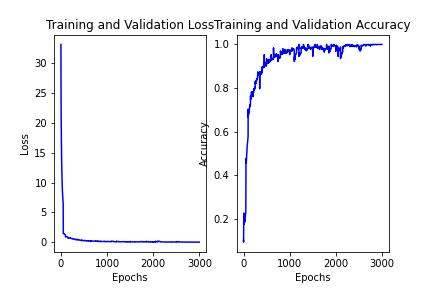 Training and Validation Loss
Loss
30
25
20
15
10
5
0
0 1000 2000 3000
Epochs
Training and Validation Accuracy
Accuracy
1.0
0.8
0.6
0.4
0.2
0 1000 2000 3000
Epochs